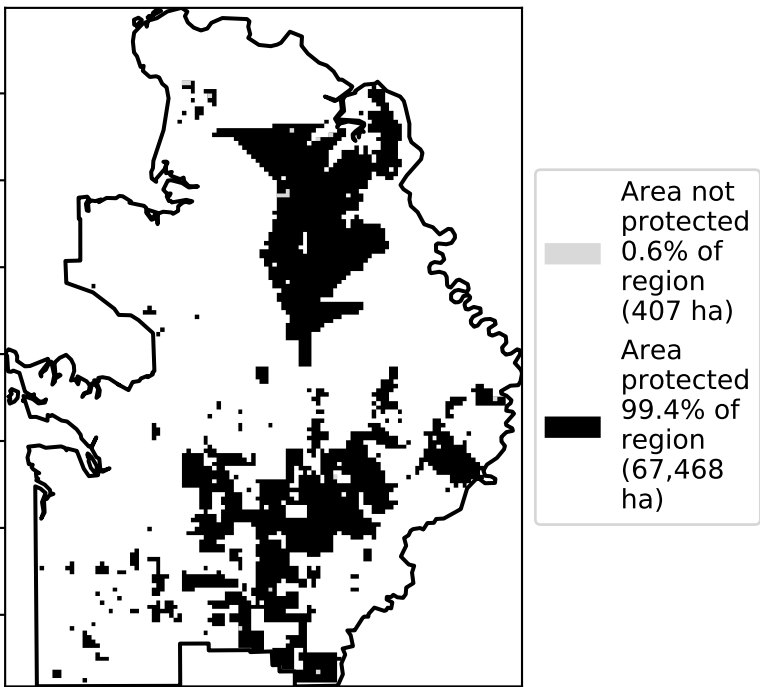 Area not
protected
0.6% of
region
(407 ha)
Area
protected
99.4% of
region
(67,468
ha)